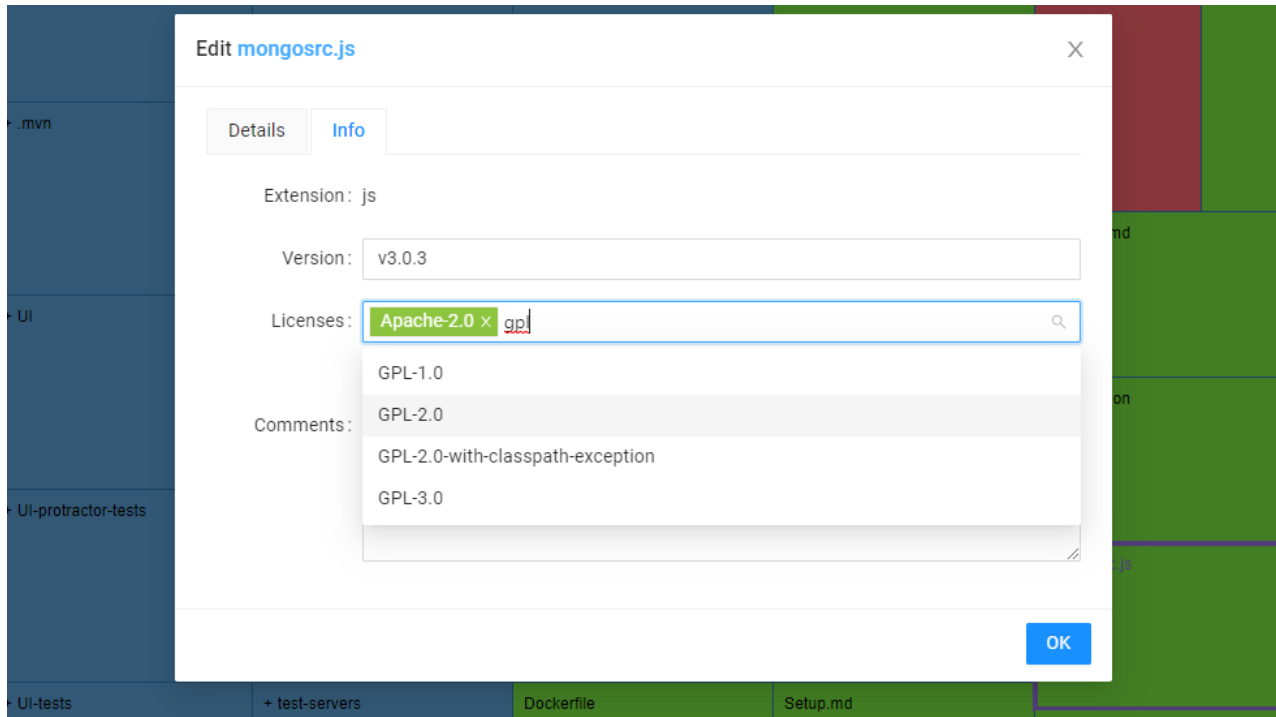 Edit mongosrc.js
X
Details Info
Extension: js
Version: v3.0.3
Licenses: Apache-2.0 × gpl
GPL-1.0
GPL-2.0
GPL-2.0-with-classpath-exception
GPL-3.0
Comments:
OK
+ .mvn
+ UI
+ UI-protractor-tests
+ UI-tests
+ test-servers
Dockerfile
Setup.md
md
on
.js